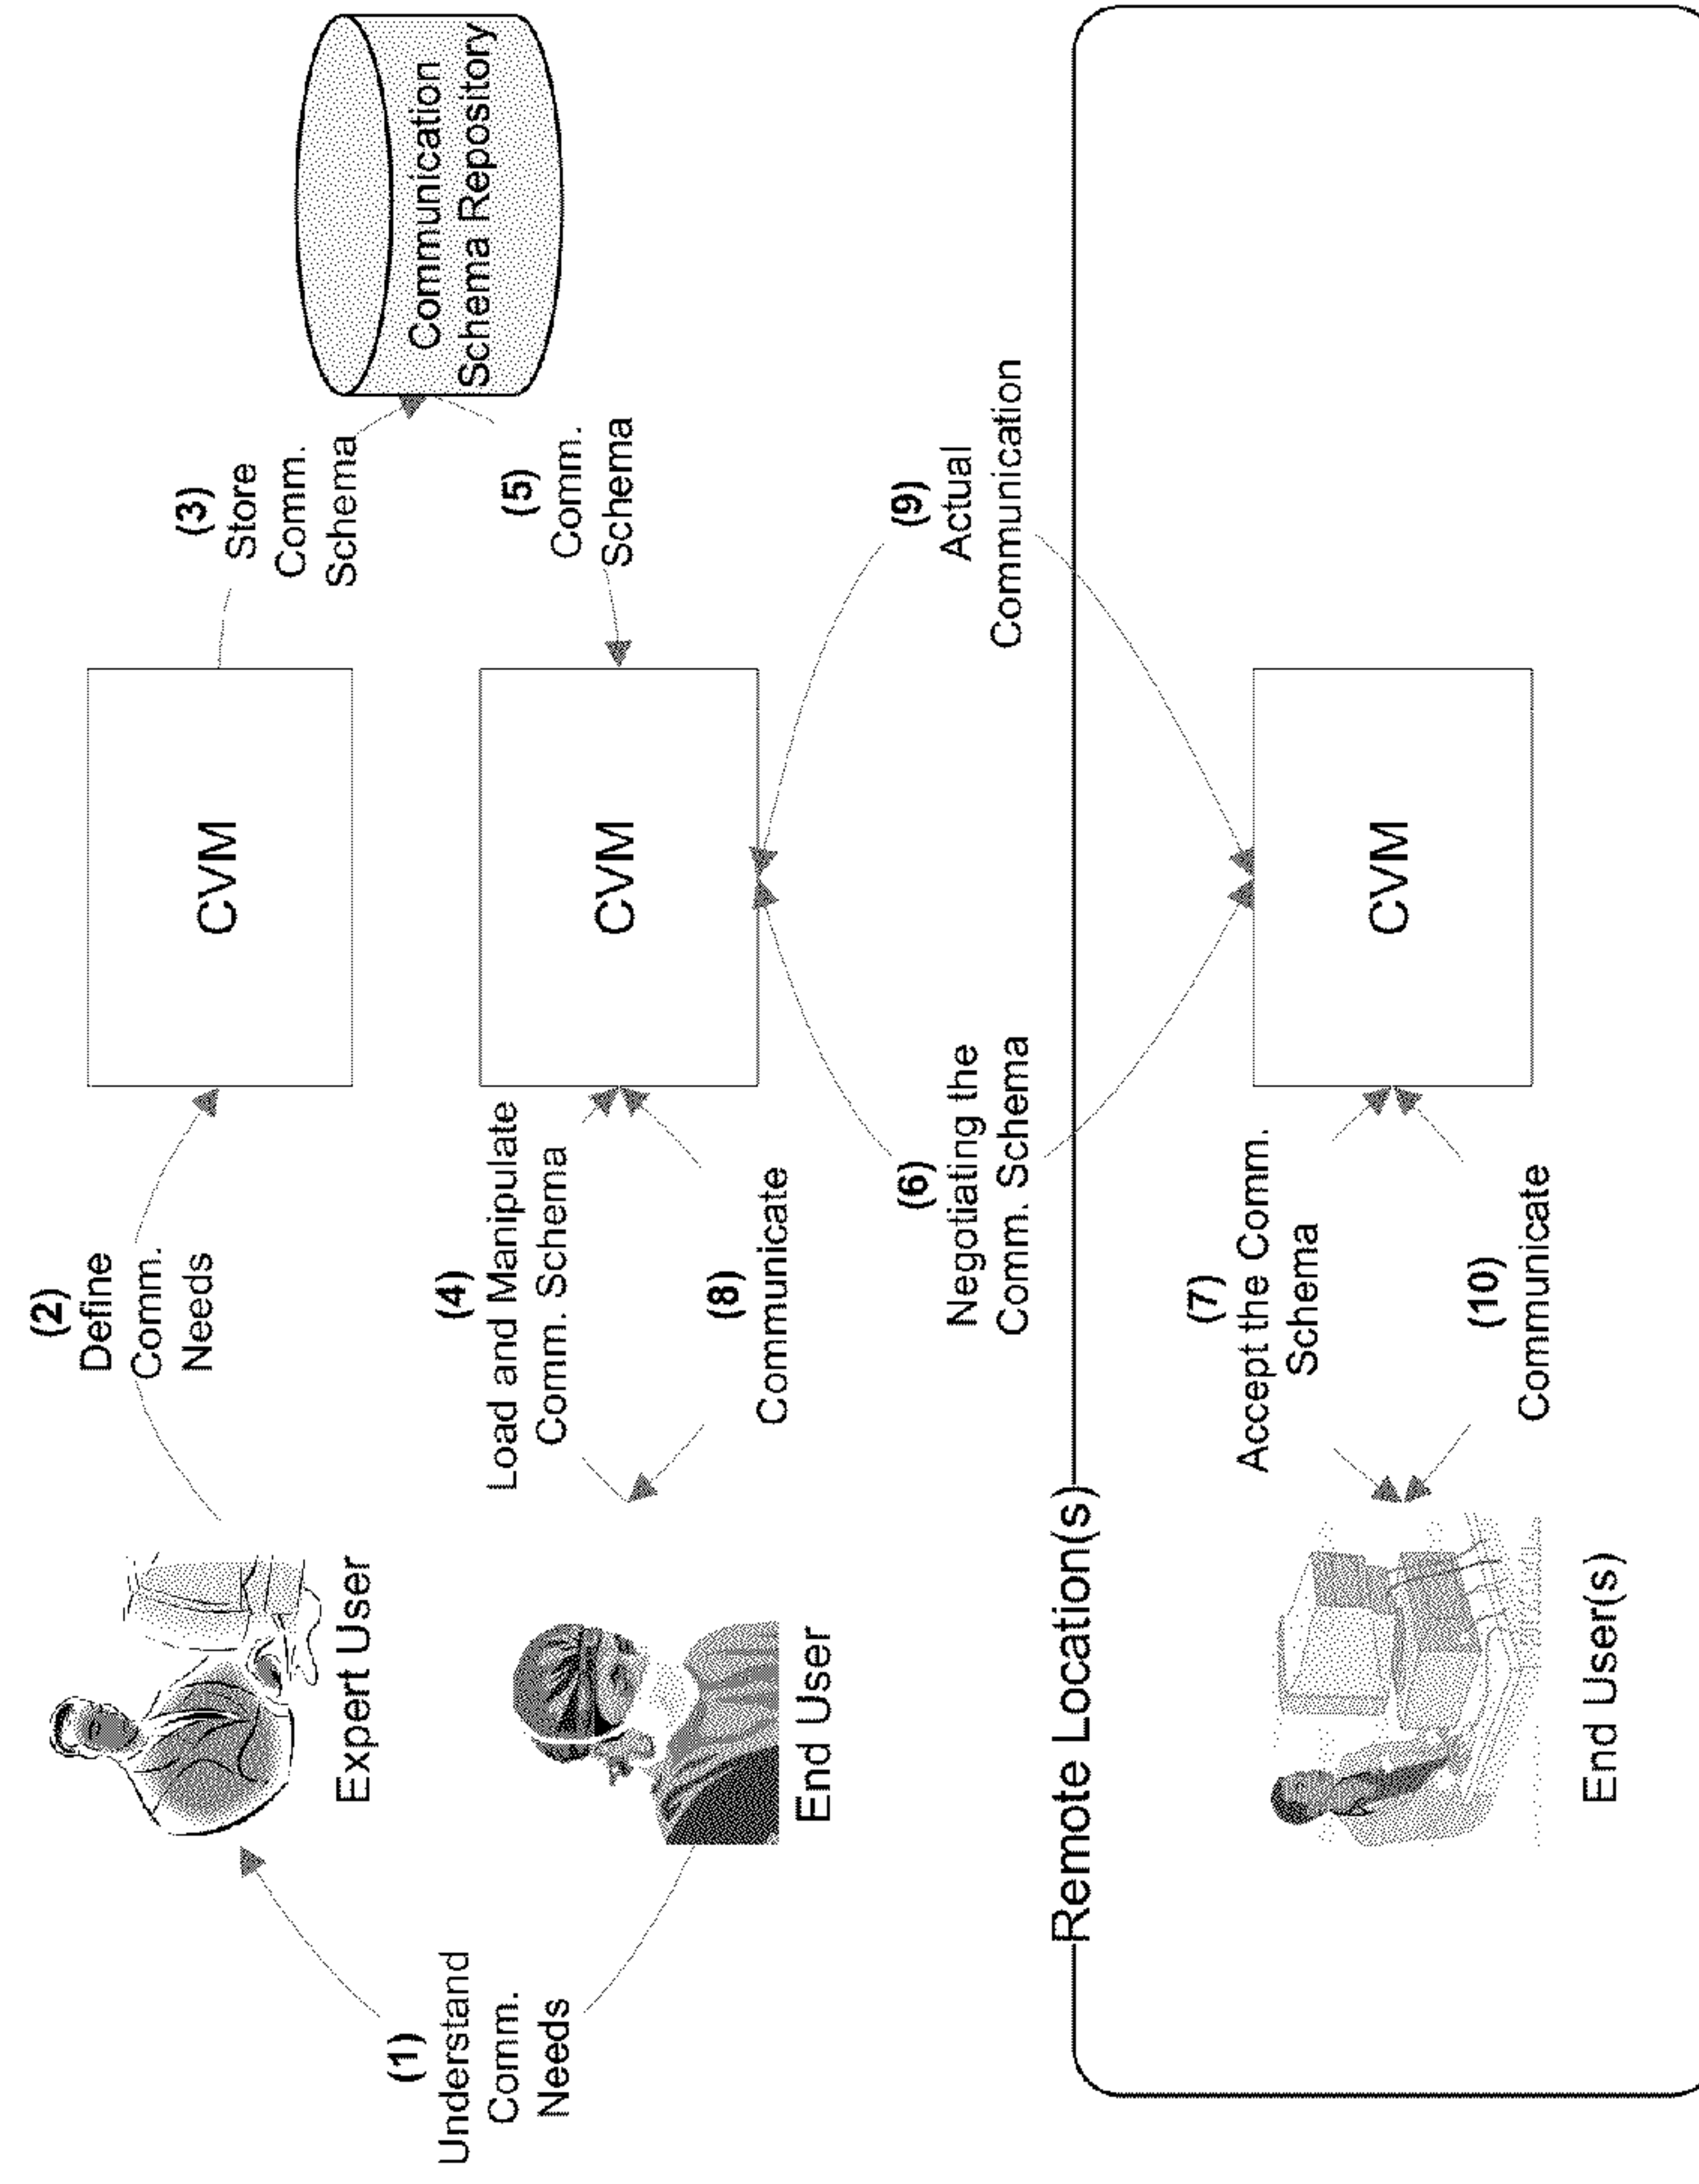 (1)
Understand
Comm.
Needs
Expert User
(2)
Define
Comm.
Needs
CVM
(3)
Store
Comm.
Schema
Communication
Schema Repository
End User
(4)
Load and Manipulate
Comm. Schema
(8)
Communicate
CVM
(5)
Comm.
Schema
(6)
Negotiating the
Comm. Schema
(9)
Actual
Communication
Remote Location(s)
End User(s)
(7)
Accept the Comm.
Schema
(10)
Communicate
CVM